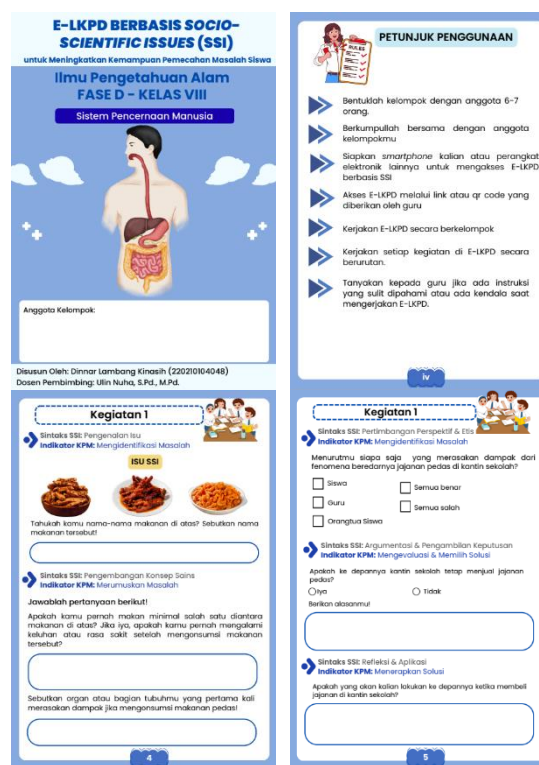 E-LKPD BERBASIS SOCIO-
SCIENTIFIC ISSUES (SSI)
untuk Meningkatkan Kemampuan Pemecahan Masalah Siswa
Ilmu Pengetahuan Alam
FASE D - KELAS VIII
Sistem Pencernaan Manusia
Anggota Kelompok:
Disusun Oleh: Dinnar Lambang Kinasih (220210104048)
Dosen Pembimbing: Ulin Nuha, S.Pd., M.Pd.
RULES
PETUNJUK PENGGUNAAN
Bentuklah kelompok dengan anggota 6-7
orang.
Berkumpullah bersama dengan anggota
kelompokmu
Siapkan smartphone kalian atau perangkat
elektronik lainnya untuk mengakses E-LKPD
berbasis SSI
Akses E-LKPD melalui link atau qr code yang
diberikan oleh guru
Kerjakan E-LKPD secara berkelompok
Kerjakan setiap kegiatan di E-LKPD secara
berurutan.
Tanyakan kepada guru jika ada instruksi
yang sulit dipahami atau ada kendala saat
mengerjakan E-LKPD.
iv
Kegiatan 1
Sintaks SSI: Pengenalan Isu
Indikator KPM: Mengidentifikasi Masalah
ISU SSI
Tahukah kamu nama-nama makanan di atas? Sebutkan nama
makanan tersebut!
Sintaks SSI: Pengembangan Konsep Sains
Indikator KPM: Merumuskan Masalah
Jawablah pertanyaan berikut!
Apakah kamu pernah makan minimal salah satu diantara
makanan di atas? Jika iya, apakah kamu pernah mengalami
keluhan atau rasa sakit setelah mengonsumsi makanan
tersebut?
Sebutkan organ atau bagian tubuhmu yang pertama kali
merasakan dampak jika mengonsumsi makanan pedas!
4
Kegiatan 1
Sintaks SSI: Pertimbangan Perspektif & Etis
Indikator KPM: Mengidentifikasi Masalah
Menurutmu siapa saja yang merasakan dampak dari
fenomena beredarnya jajanan pedas di kantin sekolah?
Siswa
Semua benar
Guru
Semua salah
Orangtua Siswa
Sintaks SSI: Argumentasi & Pengambilan Keputusan
Indikator KPM: Mengevaluasi & Memilih Solusi
Apakah ke depannya kantin sekolah tetap menjual jajanan
pedas?
Iya
Tidak
Berikan alasanmu!
Sintaks SSI: Refleksi & Aplikasi
Indikator KPM: Menerapkan Solusi
Apakah yang akan kalian lakukan ke depannya ketika membeli
jajanan di kantin sekolah?
5